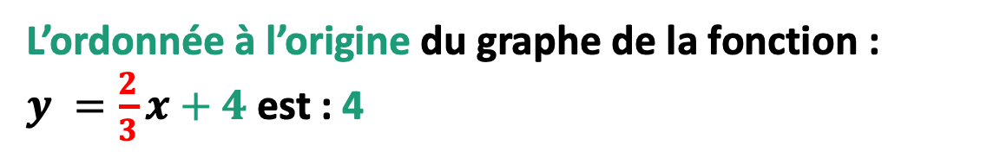 L’ordonnée à l’origine du graphe de la fonction :
y = 2/3 x + 4 est : 4